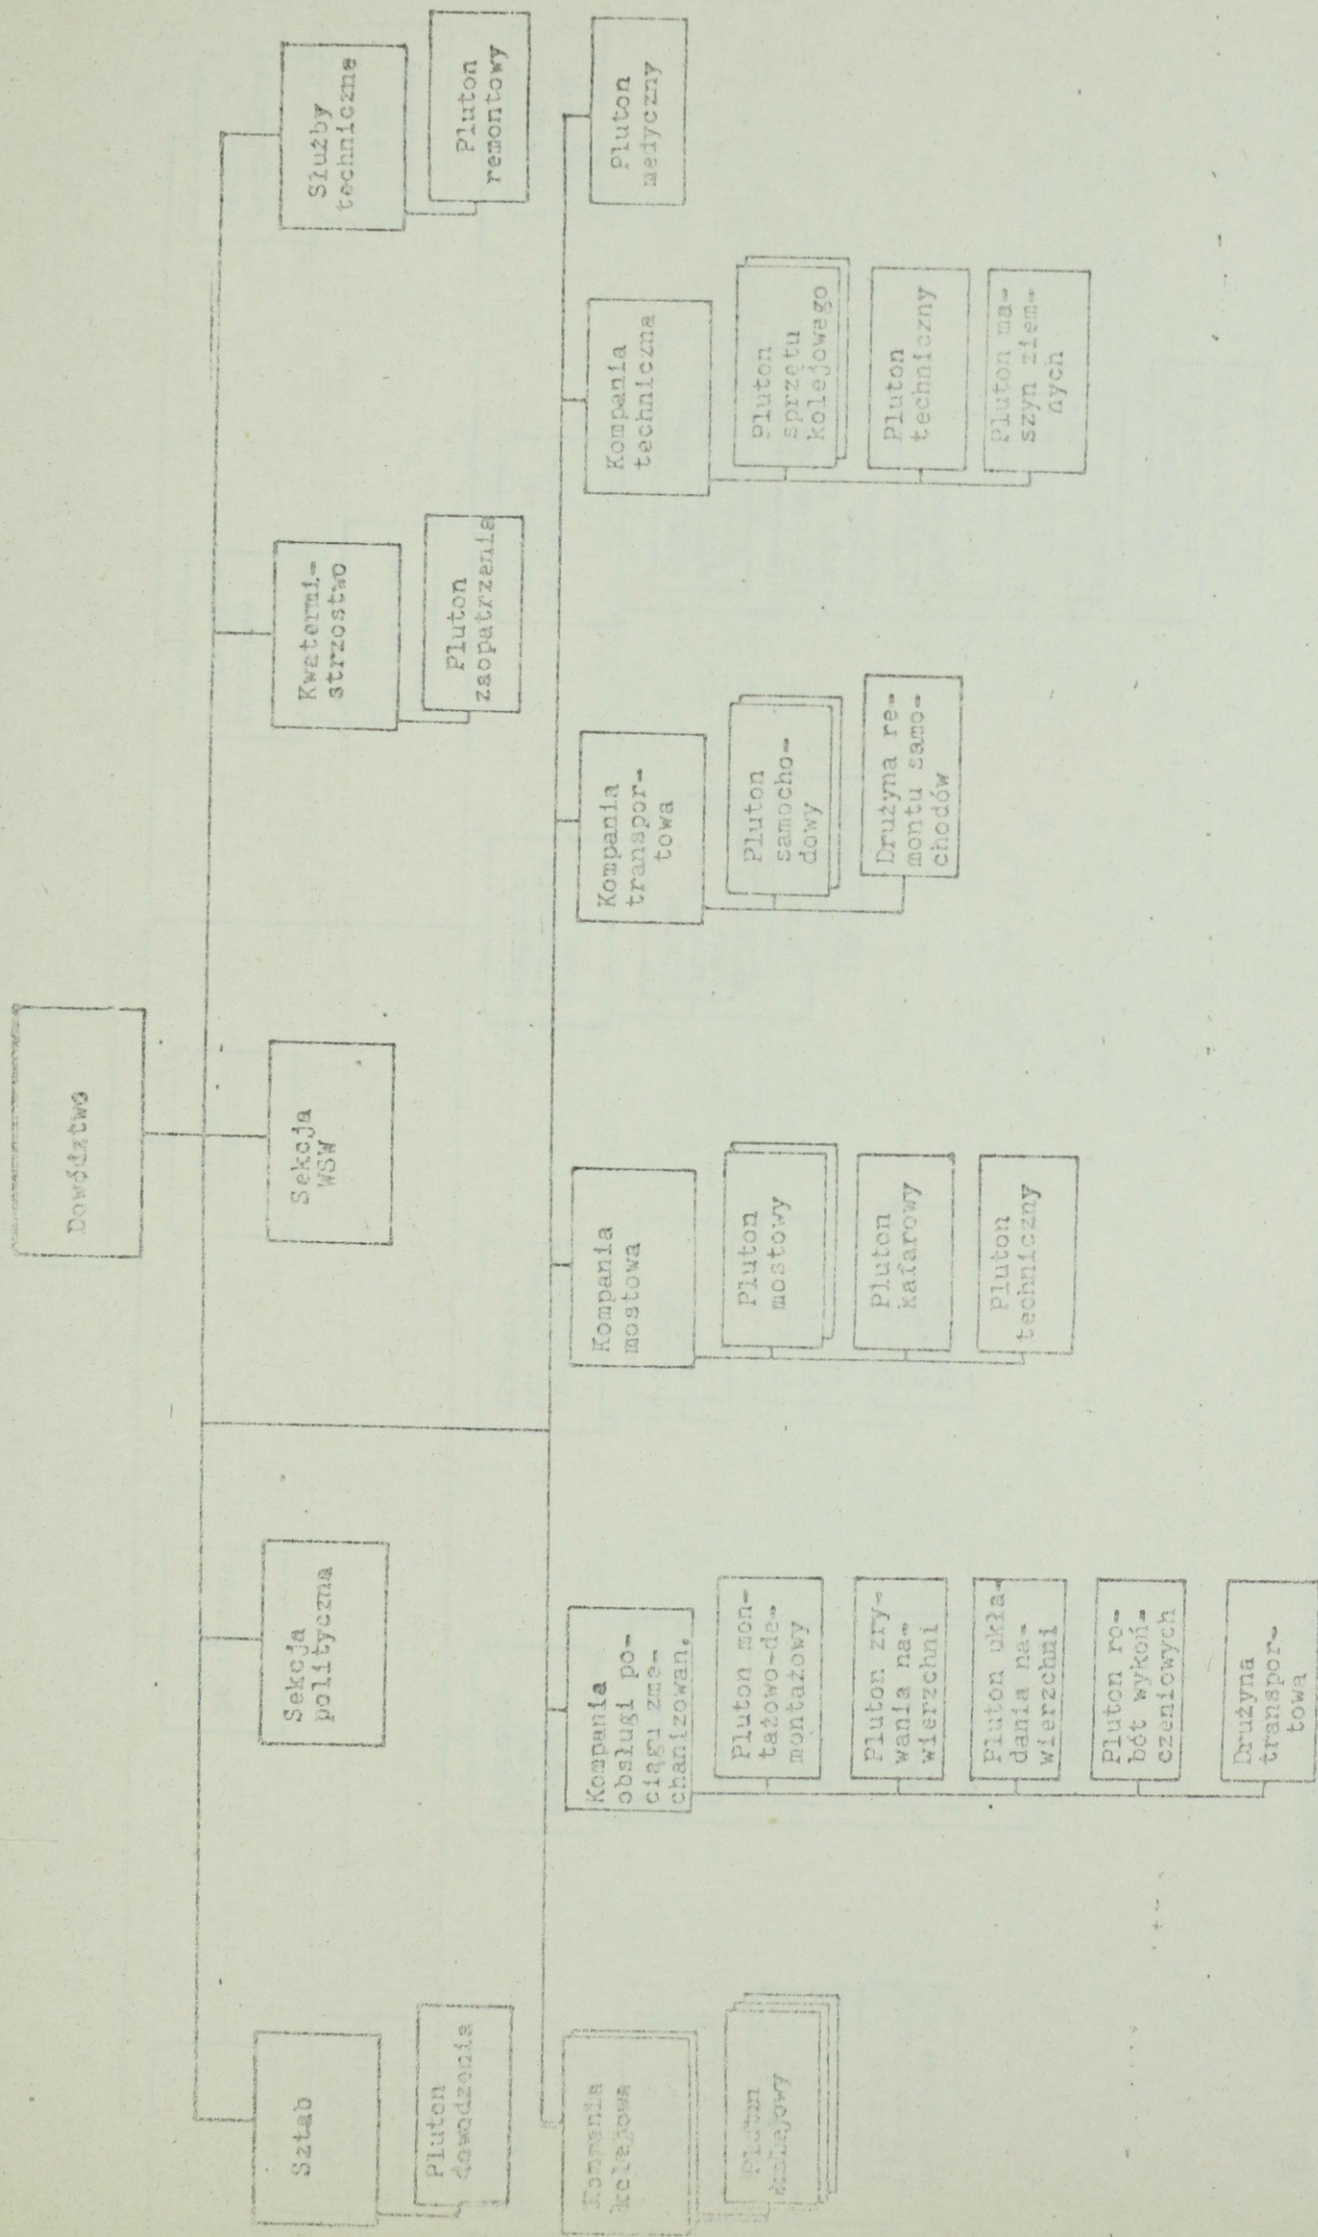 Dowództwo
Sztab
Pluton
dowodzenia
Sekcja
polityczna
Sekcja
WSW
Kwatermi-
strzostwo
Pluton
zaopatrzenia
Służby
techniczne
Pluton
remontowy
Kompania
kolejowa
Pluton
kolejowy
Kompania
obsługi po-
ciągu zme-
chanizowan.
Pluton mon-
tażowo-de-
montażowy
Pluton zry-
wania na-
wierzchni
Pluton ukła-
dania na-
wierzchni
Pluton ro-
bót wykoń-
czeniowych
Drużyna
transpor-
towa
Kompania
mostowa
Pluton
mostowy
Pluton
kafarowy
Pluton
techniczny
Kompania
transpor-
towa
Pluton
samocho-
dowy
Drużyna re-
montu samo-
chodów
Kompania
techniczna
Pluton
sprzętu
kolejowego
Pluton
techniczny
Pluton ma-
szyn ziem-
nych
Pluton
medyczny